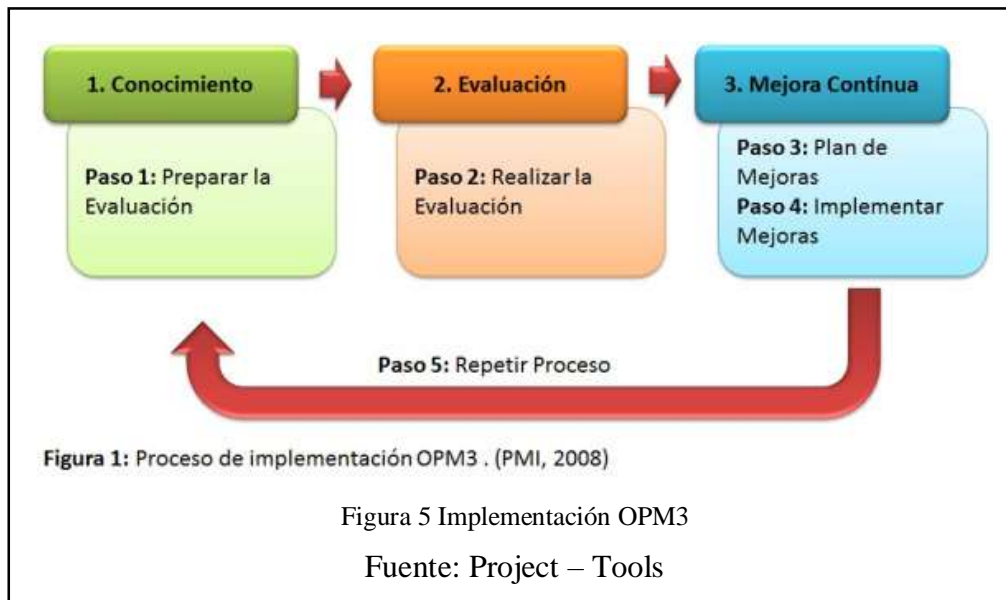 1. Conocimiento
Paso 1: Preparar la
Evaluación
2. Evaluación
Paso 2: Realizar la
Evaluación
3. Mejora Contínua
Paso 3: Plan de
Mejoras
Paso 4: Implementar
Mejoras
Paso 5: Repetir Proceso
Figura 1: Proceso de implementación OPM3 . (PMI, 2008)
Figura 5 Implementación OPM3
Fuente: Project – Tools